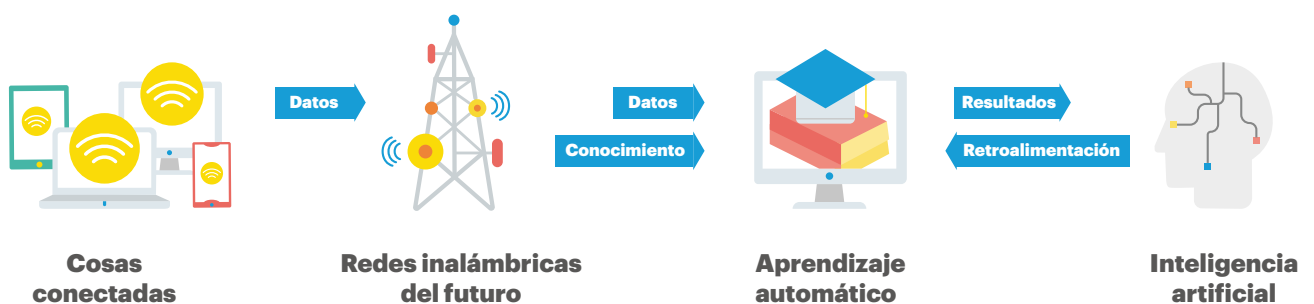 Datos
Datos
Conocimiento
Resultados
Retroalimentación
Cosas
conectadas
Redes inalámbricas
del futuro
Aprendizaje
automático
Inteligencia
artificial